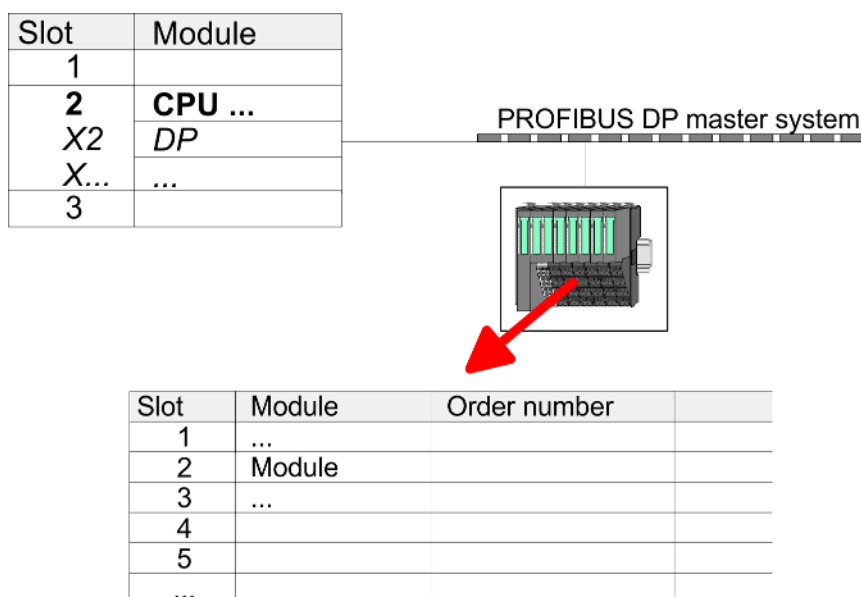 Slot Module
1
2 CPU ...
X2 DP
X... ...
3
PROFIBUS DP master system
Slot Module Order number
1 ...
2 Module
3 ...
4
5
...